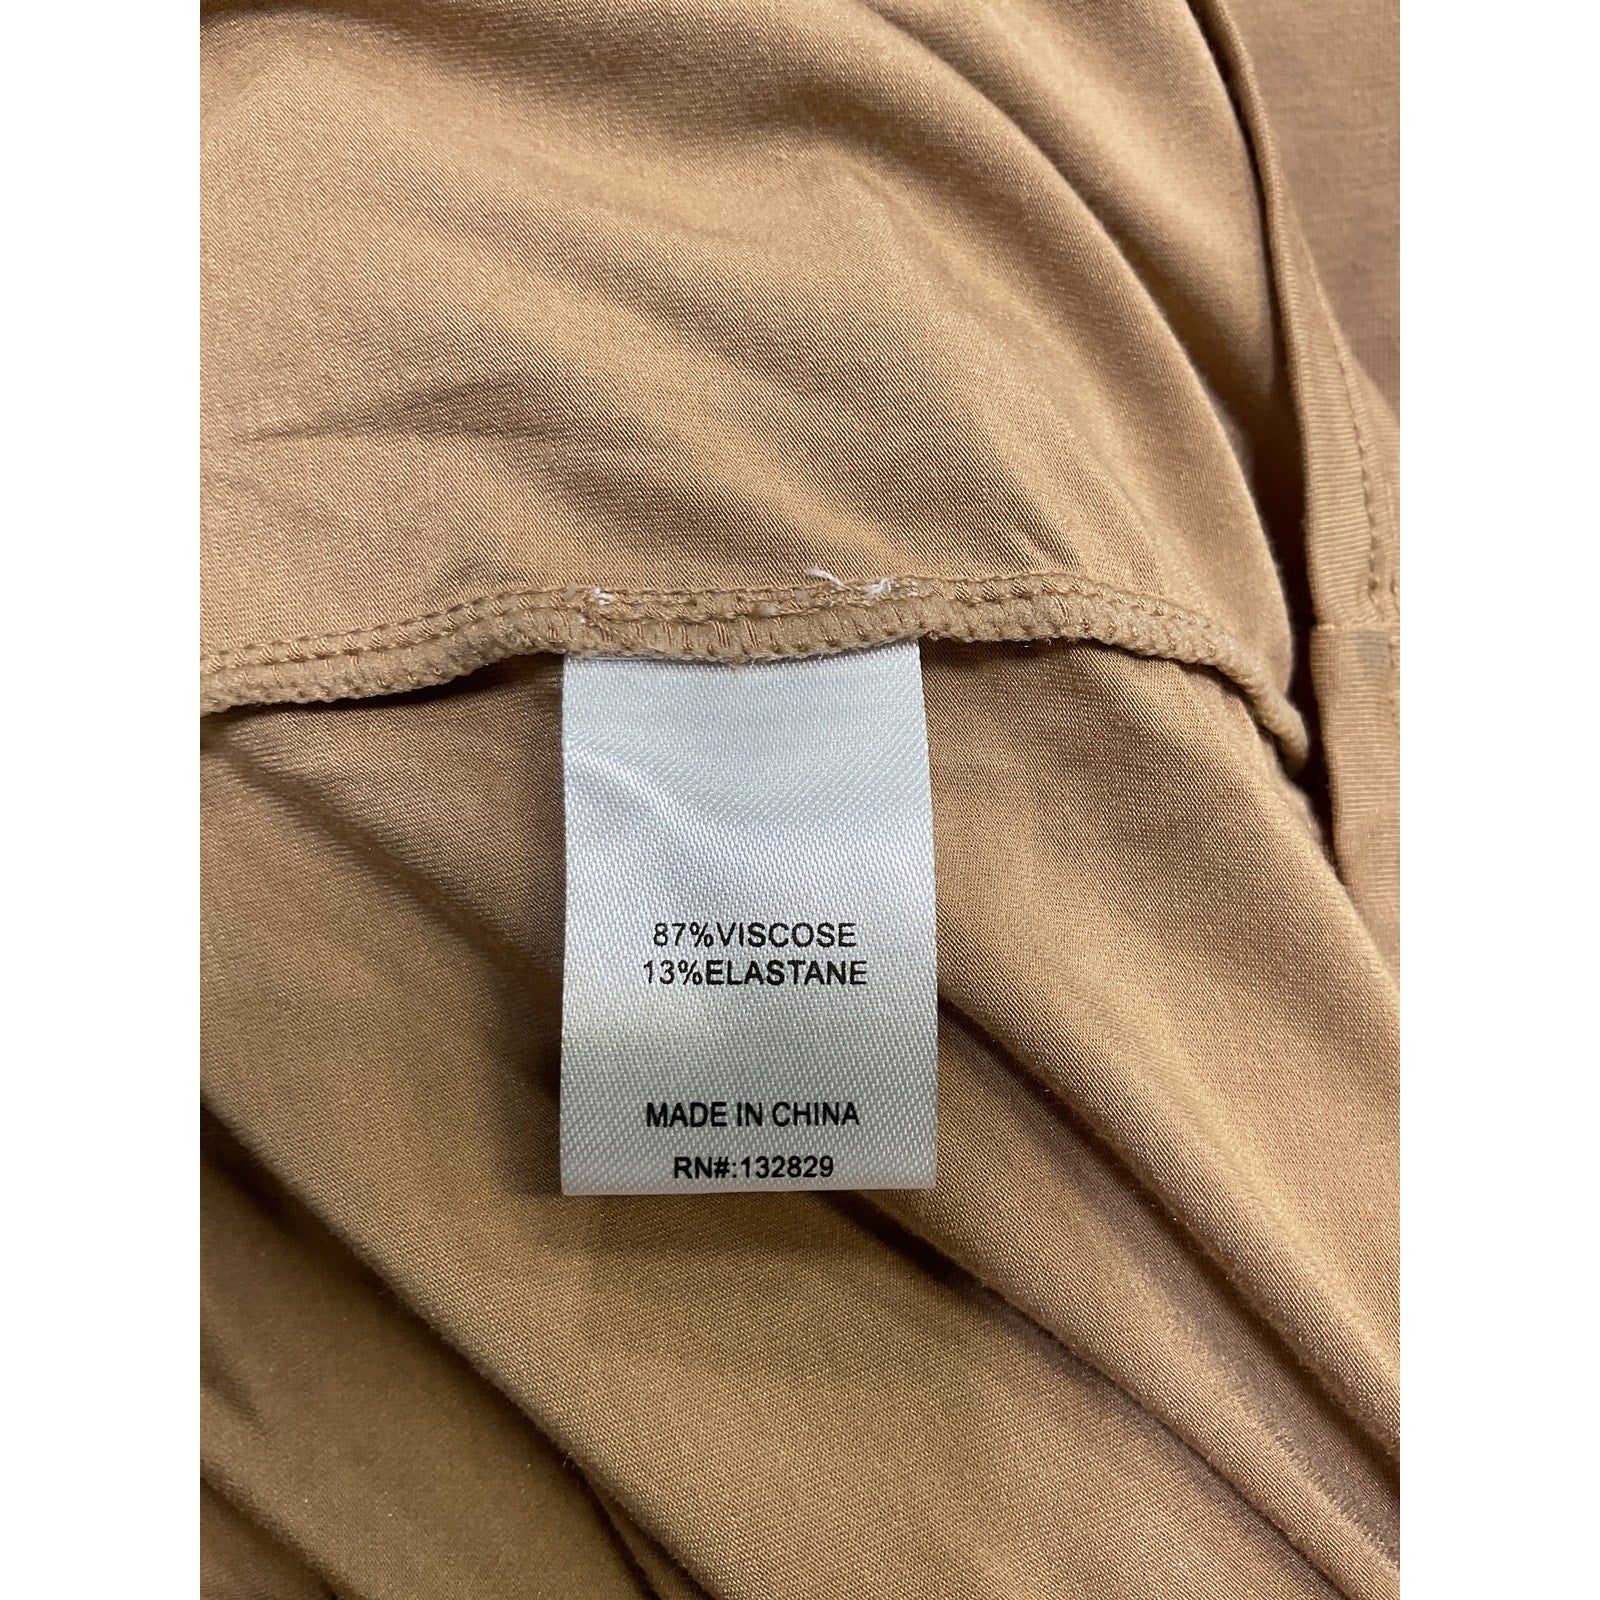 87%VISCOSE
13%ELASTANE
MADE IN CHINA
RN#:132829